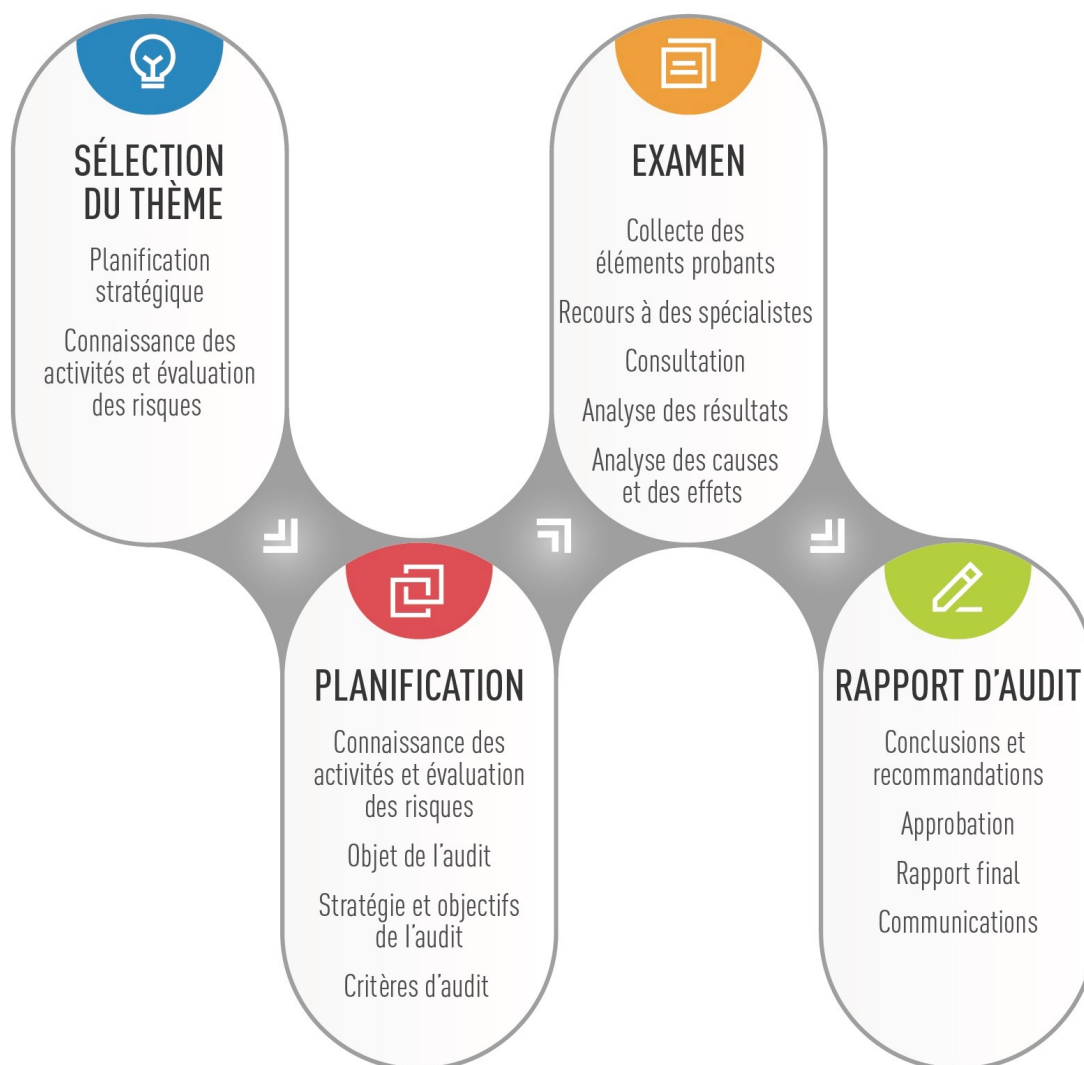 SÉLECTION
DU THÈME
Planification
stratégique
Connaissance des
activités et évaluation
des risques
PLANIFICATION
Connaissance des
activités et évaluation
des risques
Objet de l'audit
Stratégie et objectifs
de l'audit
Critères d'audit
EXAMEN
Collecte des
éléments probants
Recours à des spécialistes
Consultation
Analyse des résultats
Analyse des causes
et des effets
RAPPORT D'AUDIT
Conclusions et
recommandations
Approbation
Rapport final
Communications